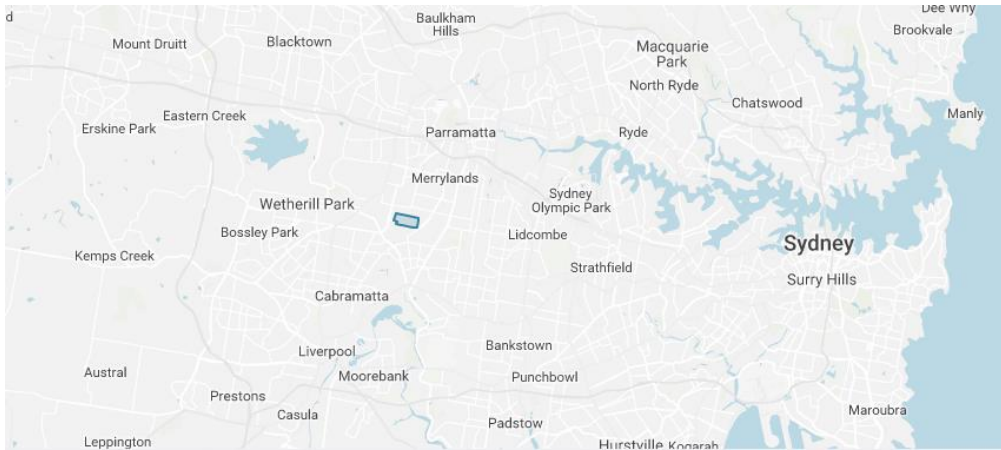 Dee Why
Baulkham
Hills
d
Brookvale
Blacktown
Mount Druitt
Macquarie
Park
North Ryde
Chatswood
Manly
Eastern Creek
Erskine Park
Parramatta
Ryde
Merrylands
Sydney
Olympic Park
Wetherill Park
Bossley Park
Lidcombe
Sydney
Kemps Creek
Strathfield
Surry Hills
Cabramatta
Bankstown
Liverpool
Austral
Moorebank
Punchbowl
Prestons
Casula
Padstow
Maroubra
Leppington
Hurstville
Kogarah